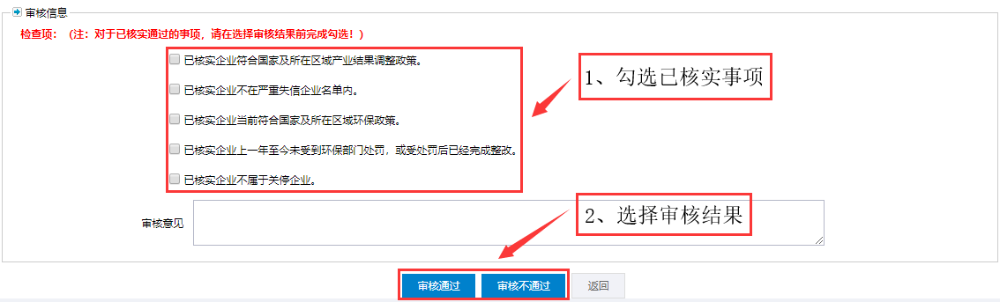 审核信息
检查项：（注：对于已核实通过的事项，请在选择审核结果前完成勾选！）
已核实企业符合国家及所在区域产业结果调整政策。
1、勾选已核实事项
已核实企业不在严重失信企业名单内。
已核实企业当前符合国家及所在区域环保政策。
已核实企业上一年至今未受到环保部门处罚，或受处罚后已经完成整改。
已核实企业不属于关停企业。
2、选择审核结果
审核意见
审核通过 审核不通过 返回